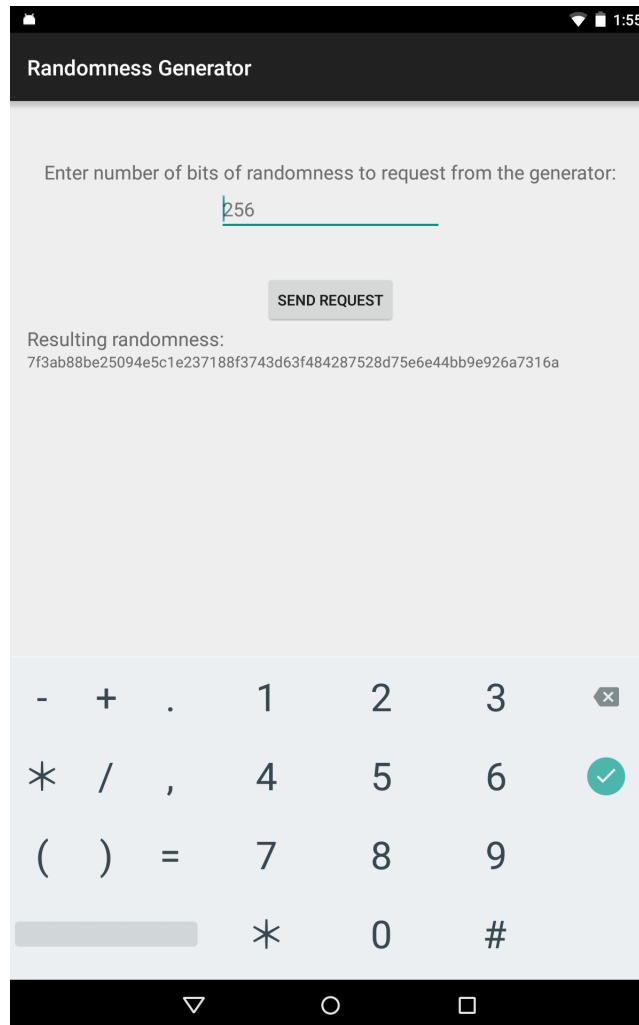 1:55
Randomness Generator
Enter number of bits of randomness to request from the generator:
256
SEND REQUEST
Resulting randomness:
7f3ab88be25094e5c1e237188f3743d63f484287528d75e6e44bb9e926a7316a
- + . 1 2 3
* / , 4 5 6
( ) = 7 8 9
* 0 #